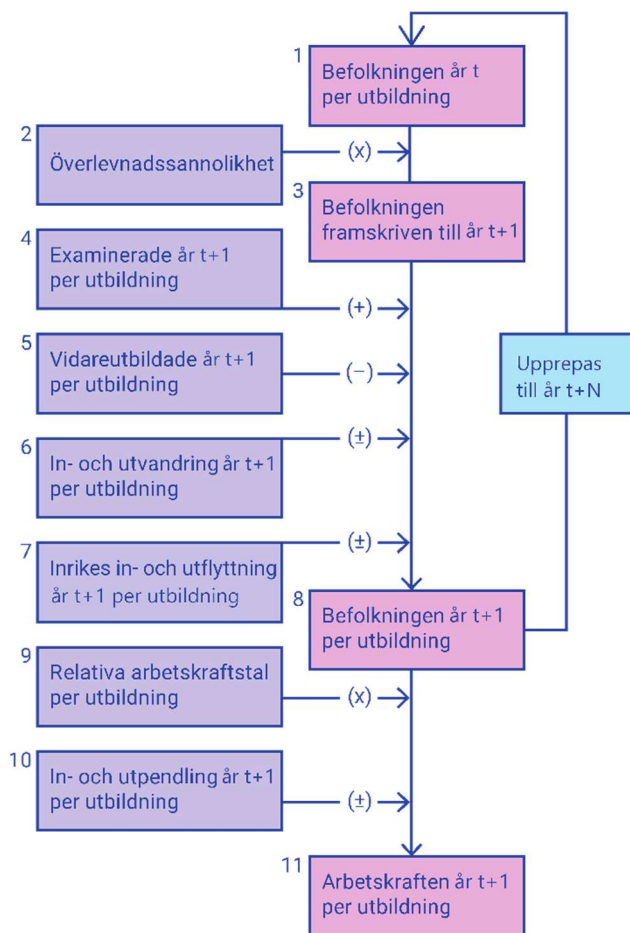 1
Befolkningen år t
per utbildning
2
Överlevnadssannolikhet
(x)
3
Befolkningen
framskriven till år t+1
4
Examinerade år t+1
per utbildning
(+)
5
Vidareutbildade år t+1
per utbildning
(−)
Upprepas
till år t+N
6
In- och utvandring år t+1
per utbildning
(±)
7
Inrikes in- och utflyttning
år t+1 per utbildning
(±)
8
Befolkningen år t+1
per utbildning
9
Relativa arbetskraftstal
per utbildning
(x)
10
In- och utpendling år t+1
per utbildning
(±)
11
Arbetskraften år t+1
per utbildning